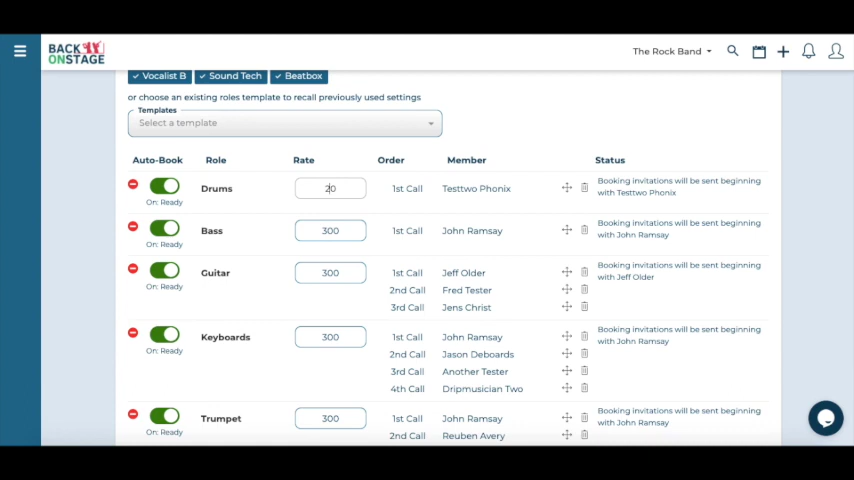 BACK
ONSTAGE
The Rock Band
Vocalist B
Sound Tech
Beatbox
or choose an existing roles template to recall previously used settings
Templates
Select a template
Auto-Book Role Rate Order Member Status
Drums 20 1st Call Testtwo Phonix
On: Ready
Booking invitations will be sent beginning
with Testtwo Phonix
Bass 300 1st Call John Ramsay
On: Ready
Booking invitations will be sent beginning
with John Ramsay
Guitar 300 1st Call Jeff Older
On: Ready
2nd Call Fred Tester
3rd Call Jens Christ
Booking invitations will be sent beginning
with Jeff Older
Keyboards 300 1st Call John Ramsay
On: Ready
2nd Call Jason Deboards
3rd Call Another Tester
4th Call Dripmusician Two
Booking invitations will be sent beginning
with John Ramsay
Trumpet 300 1st Call John Ramsay
On: Ready
2nd Call Reuben Avery
Booking invitations will be sent beginning
with John Ramsay